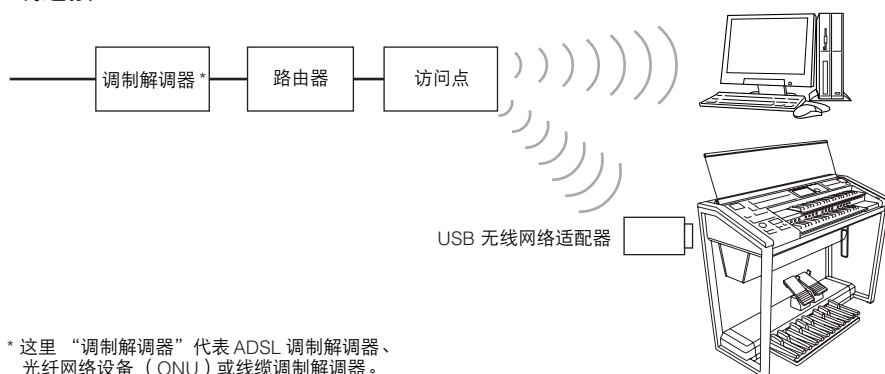 调制解调器*
路由器
访问点
USB 无线网络适配器
* 这里 “调制解调器”代表 ADSL 调制解调器、
光纤网络设备 (ONU) 或线缆调制解调器。